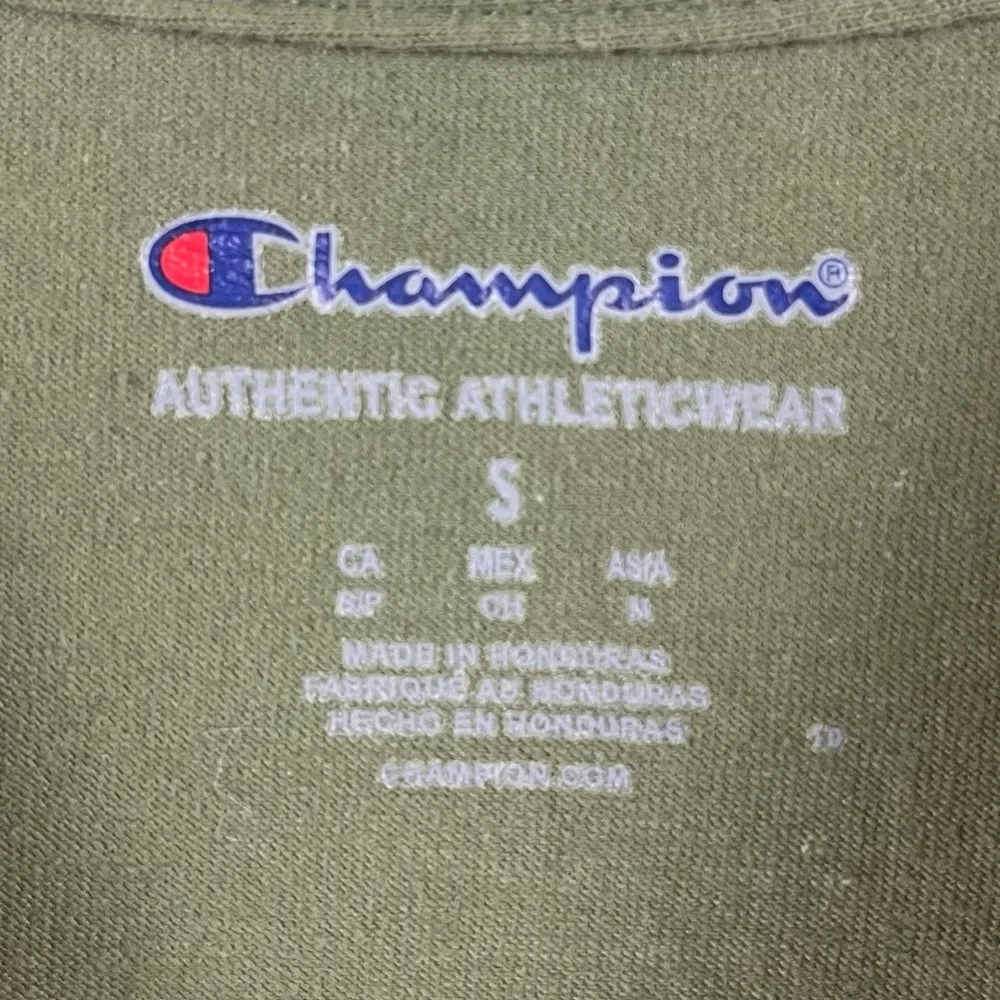 Champion®
AUTHENTIC ATHLETICWEAR
S
CA MEX ASIA
S/P CH M
MADE IN HONDURAS
FABRIQUÉ AU HONDURAS
HECHO EN HONDURAS
10
CHAMPION.COM